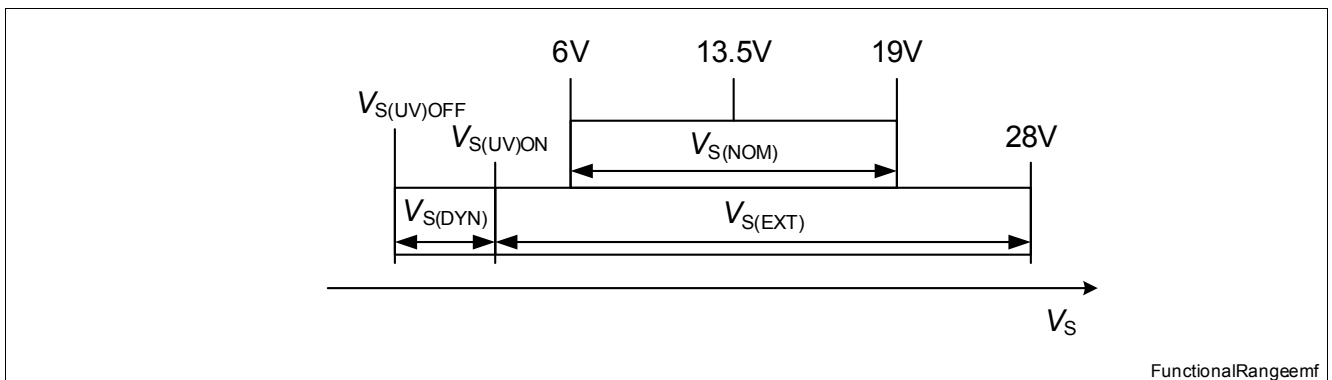 6V 13.5V 19V
VS(UV)OFF
VS(UV)ON VS(NOM) 28V
VS(DYN) VS(EXT)
VS
FunctionalRangeemf